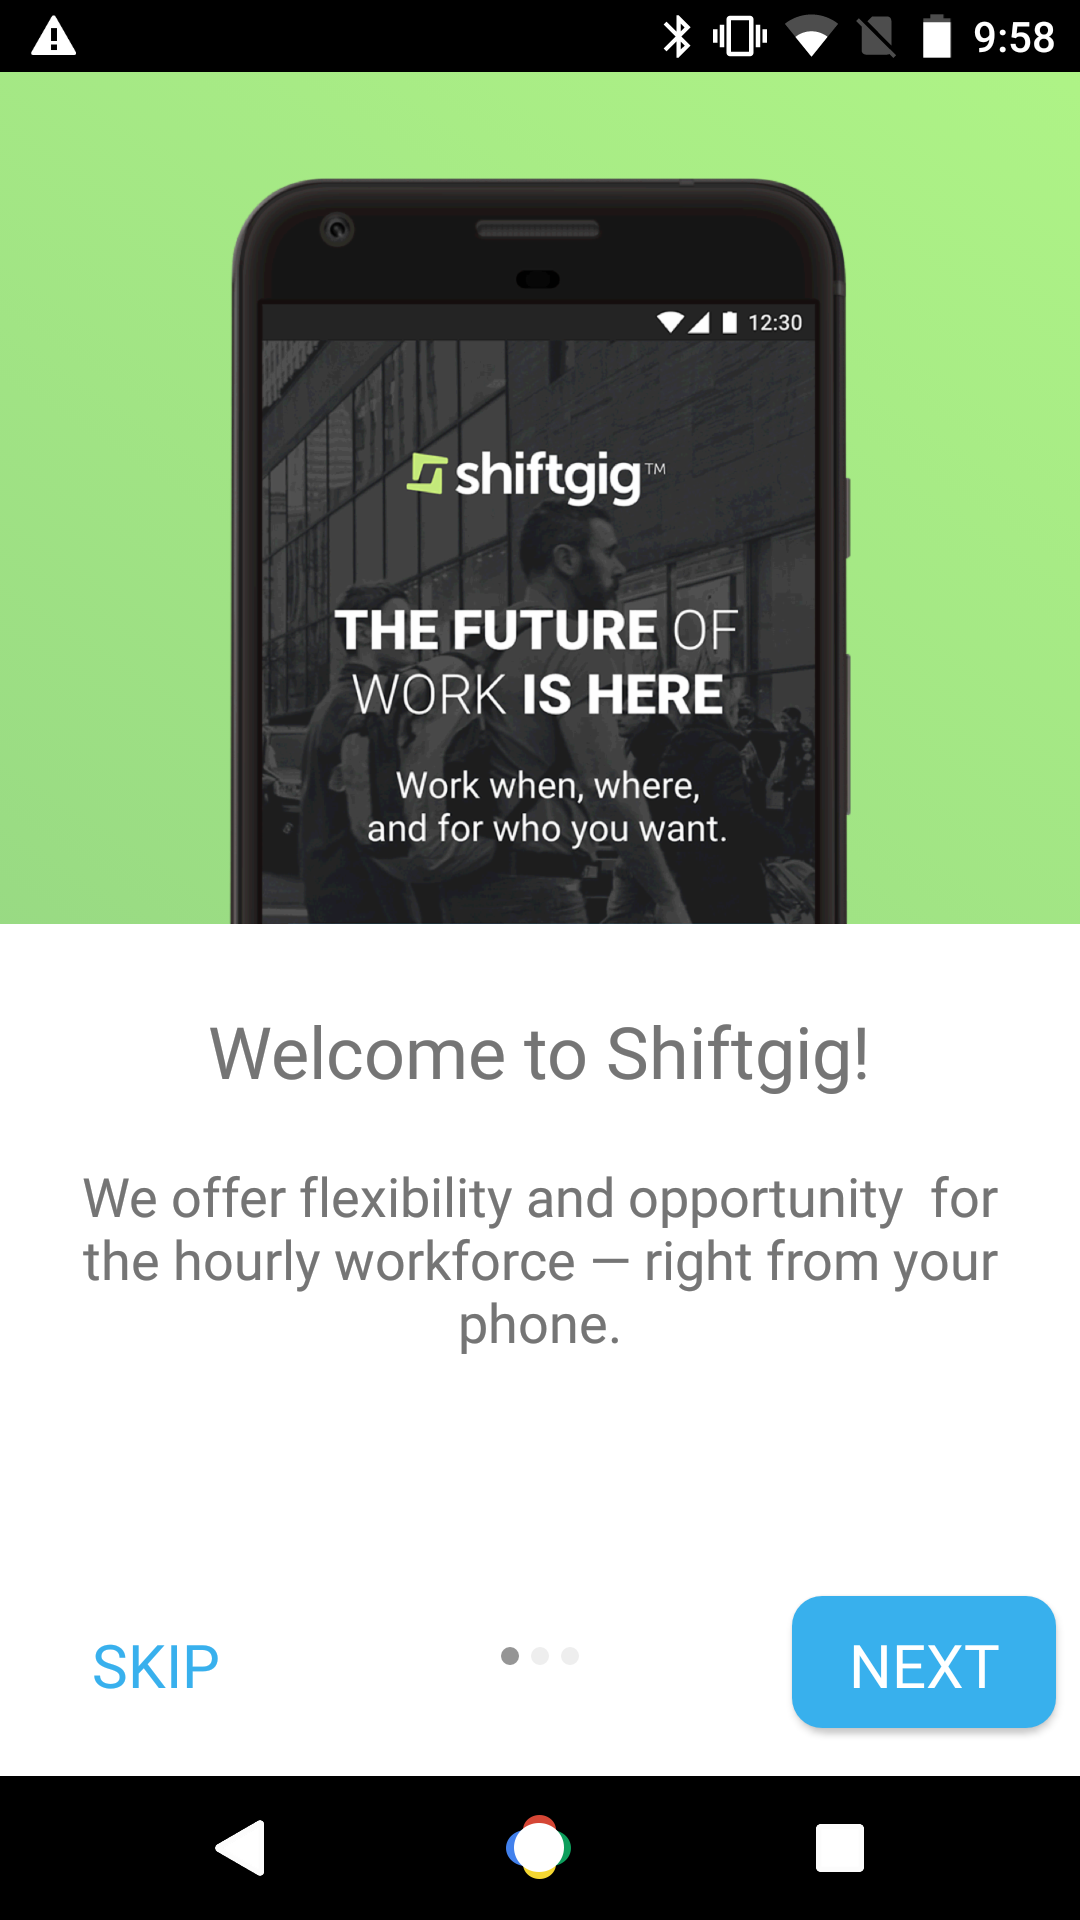 9:58
12:30
shiftgig™
THE FUTURE OF
WORK IS HERE
Work when, where,
and for who you want.
Welcome to Shiftgig!
We offer flexibility and opportunity  for
the hourly workforce — right from your
phone.
SKIP
NEXT